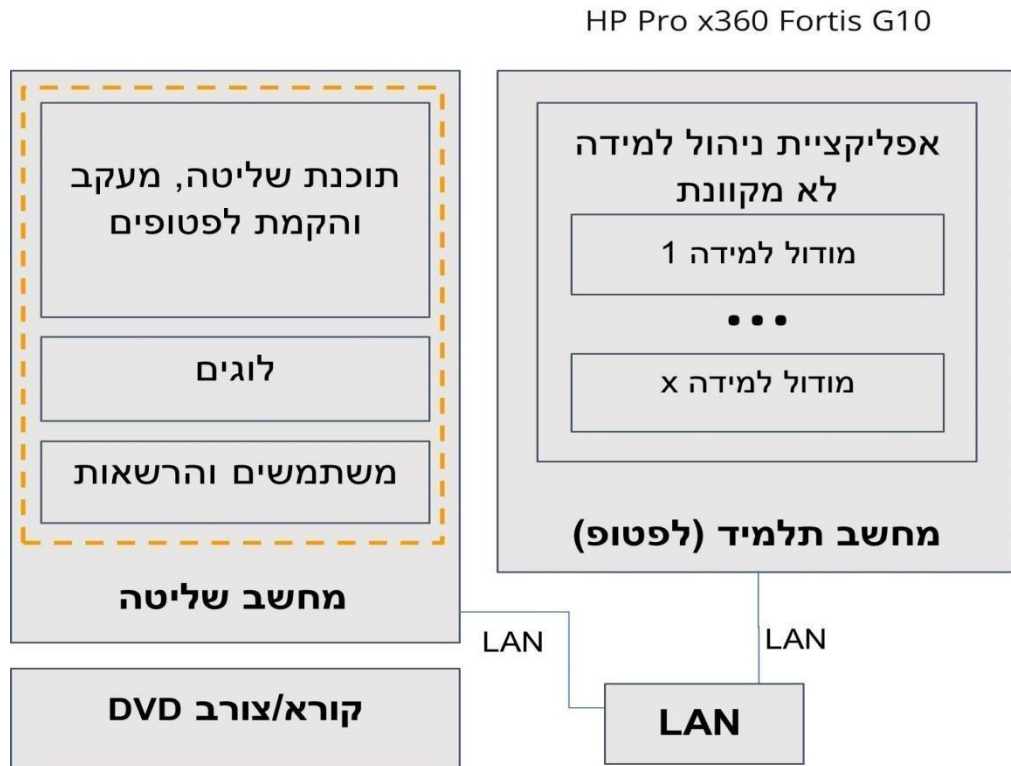 HP Pro x360 Fortis G10
תוכנת שליטה, מעקב
והקמת לפטופים
לוגים
משתמשים והרשאות
מחשב שליטה
קורא/צורב DVD
אפליקציית ניהול למידה
לא מקוונת
מודול למידה 1
...
מודול למידה x
מחשב תלמיד (לפטופ)
LAN
LAN
LAN